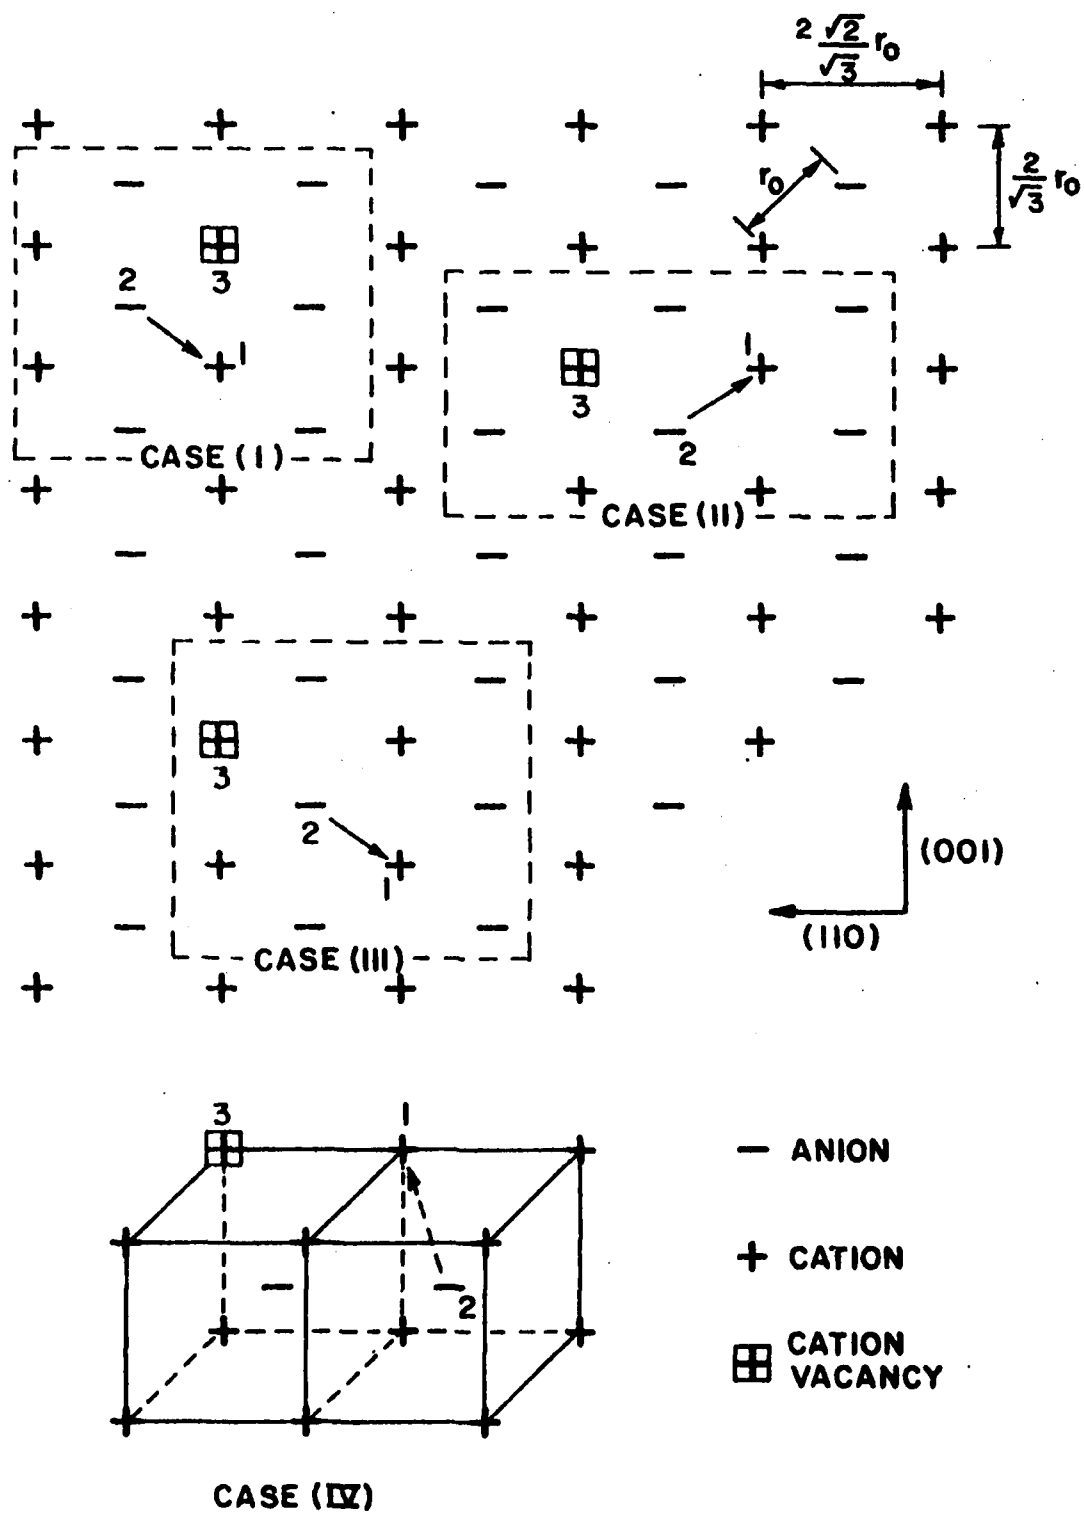 2 √2/√3 r₀
r₀
2/√3 r₀
2
3
1
CASE (I)
1
3
2
CASE (II)
3
2
1
CASE (III)
(001)
(110)
3
1
2
— ANION
+ CATION
CATION
VACANCY
CASE (IV)